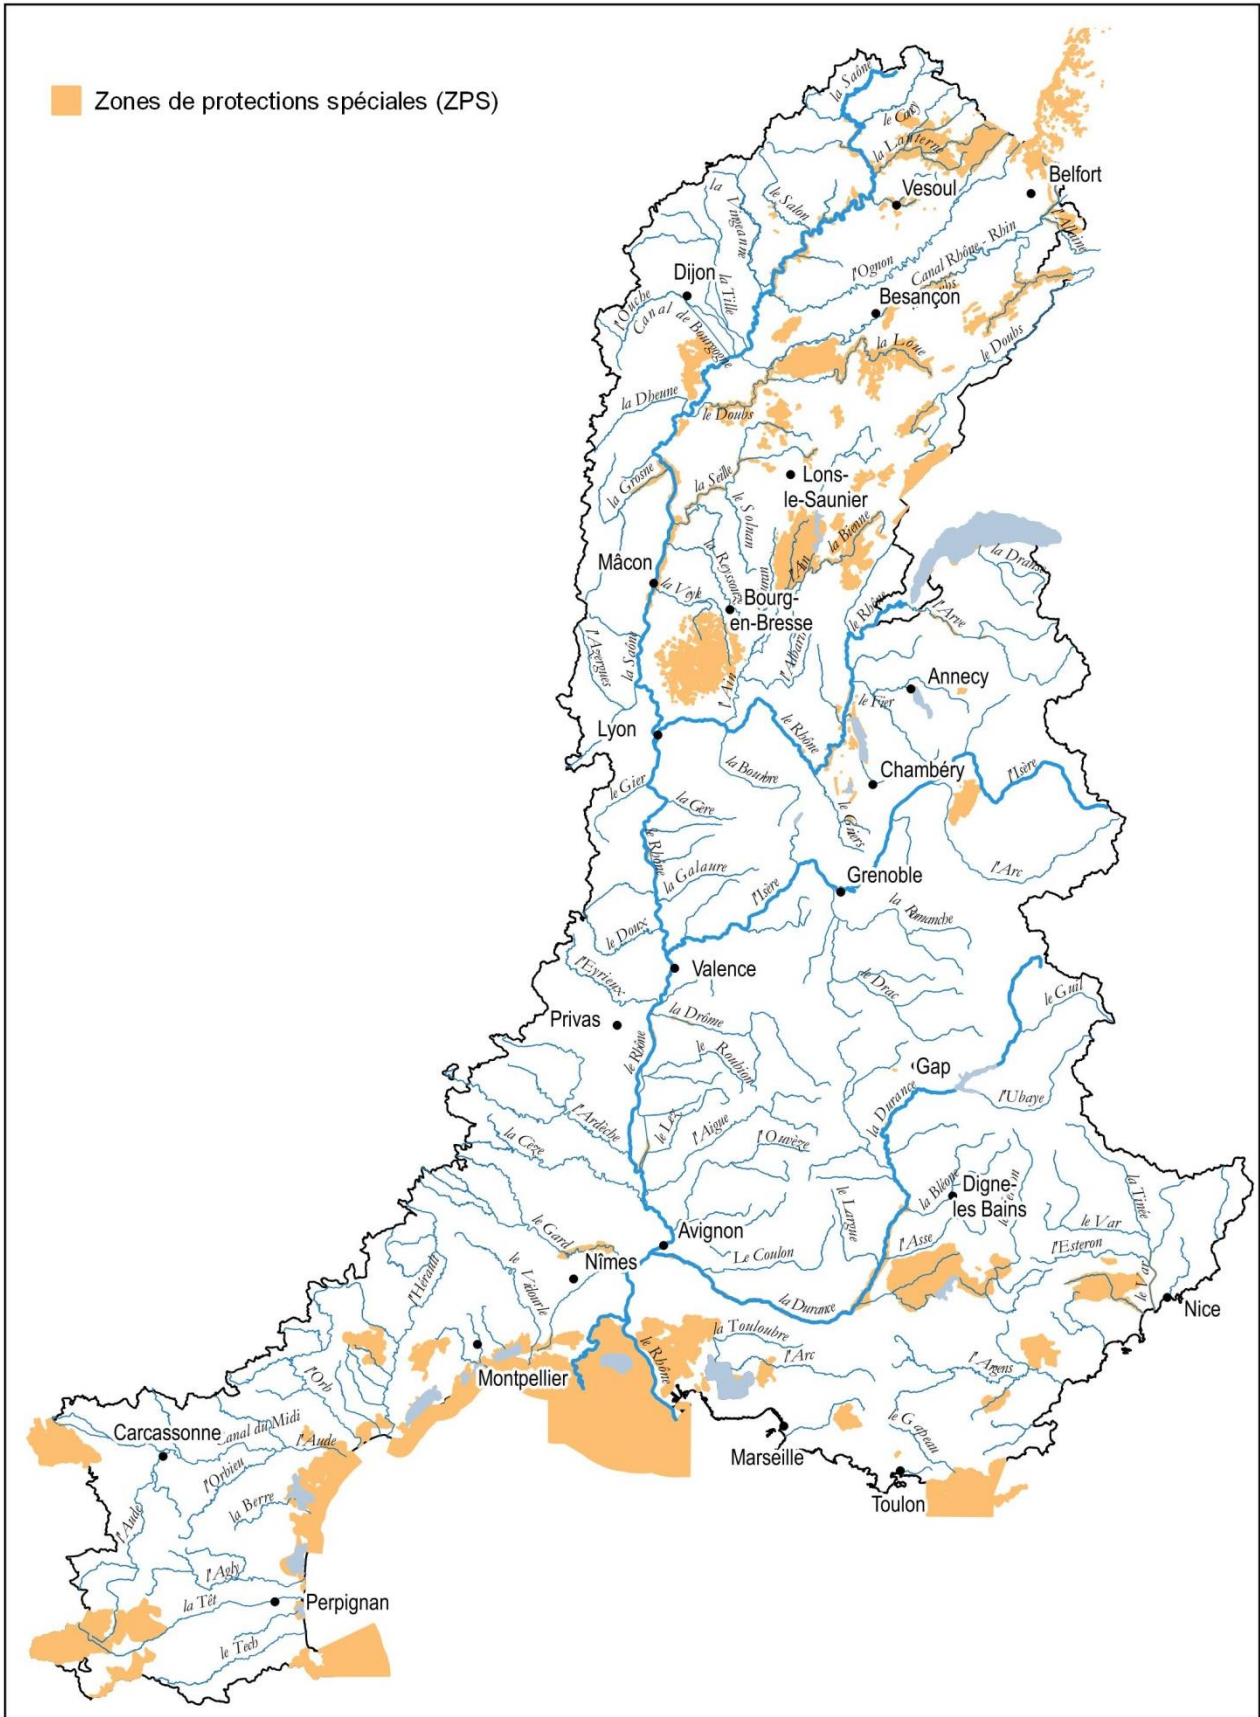 Zones de protections spéciales (ZPS)
la Saône
le Coney
la Lanterne
Vesoul
Belfort
la Vingeanne
le Salon
l'Allaine
l'Ognon
Canal Rhône - Rhin
Dijon
la Tille
l'Ouche
Canal de Bourgogne
Besançon
la Loue
le Doubs
la Dheune
le Doubs
la Grosne
la Seille
Lons-
le-Saunier
le Solnan
la Bienne
l'Ain
la Reyssouze
la Dranse
Mâcon
la Veyle
Bourg-
en-Bresse
le Rhône
l'Arve
l'Azergues
la Saône
l'Ain
Annecy
le Fier
Lyon
le Rhône
la Bourbre
Chambéry
l'Isère
le Gier
la Gère
le Guiers
le Rhône
la Galaure
l'Isère
Grenoble
l'Arc
la Romanche
le Doux
l'Eyrieux
Valence
le Drac
le Guil
Privas
la Drôme
le Rhône
le Roubion
Gap
la Durance
l'Ubaye
l'Ardèche
le Lez
l'Aigue
l'Ouvèze
la Cèze
la Bléone
Digne-
les Bains
la Tinée
le Largue
le Gard
Avignon
le Var
Le Coulon
l'Asse
l'Esteron
Nîmes
le Vidourle
l'Hérault
la Durance
le Var
Nice
la Touloubre
le Rhône
l'Arc
l'Argens
Montpellier
l'Orb
le Gapeau
Carcassonne
Canal du Midi
l'Aude
Marseille
l'Orbieu
la Berre
Toulon
l'Aude
l'Agly
la Têt
Perpignan
le Tech